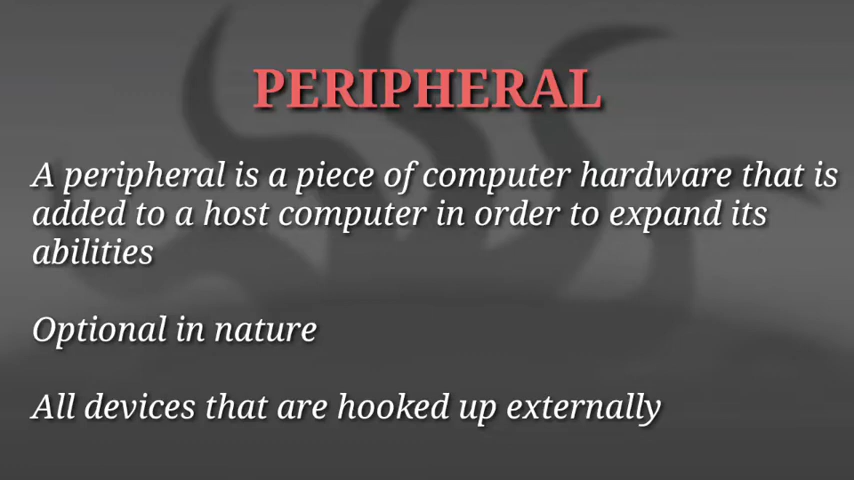 PERIPHERAL
A peripheral is a piece of computer hardware that is
added to a host computer in order to expand its
abilities
Optional in nature
All devices that are hooked up externally